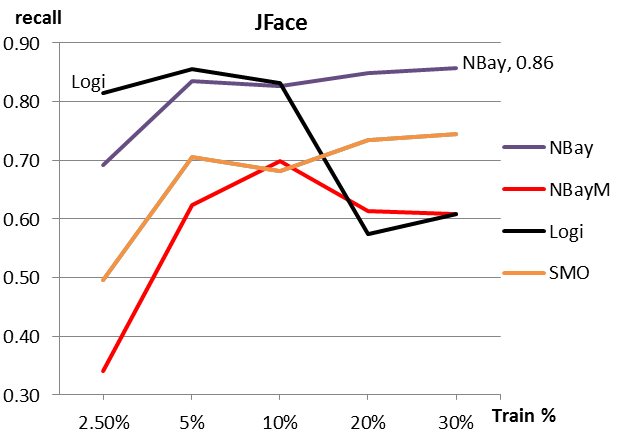 recall
JFace
0.90
0.80
0.70
0.60
0.50
0.40
0.30
Logi
NBay, 0.86
NBay
NBayM
Logi
SMO
2.50% 5% 10% 20% 30% Train %